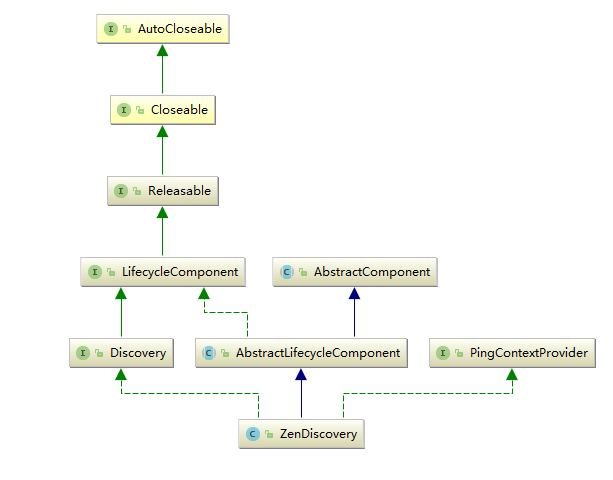 I AutoCloseable
I Closeable
I Releasable
I LifecycleComponent
C AbstractComponent
I Discovery
C AbstractLifecycleComponent
I PingContextProvider
C ZenDiscovery